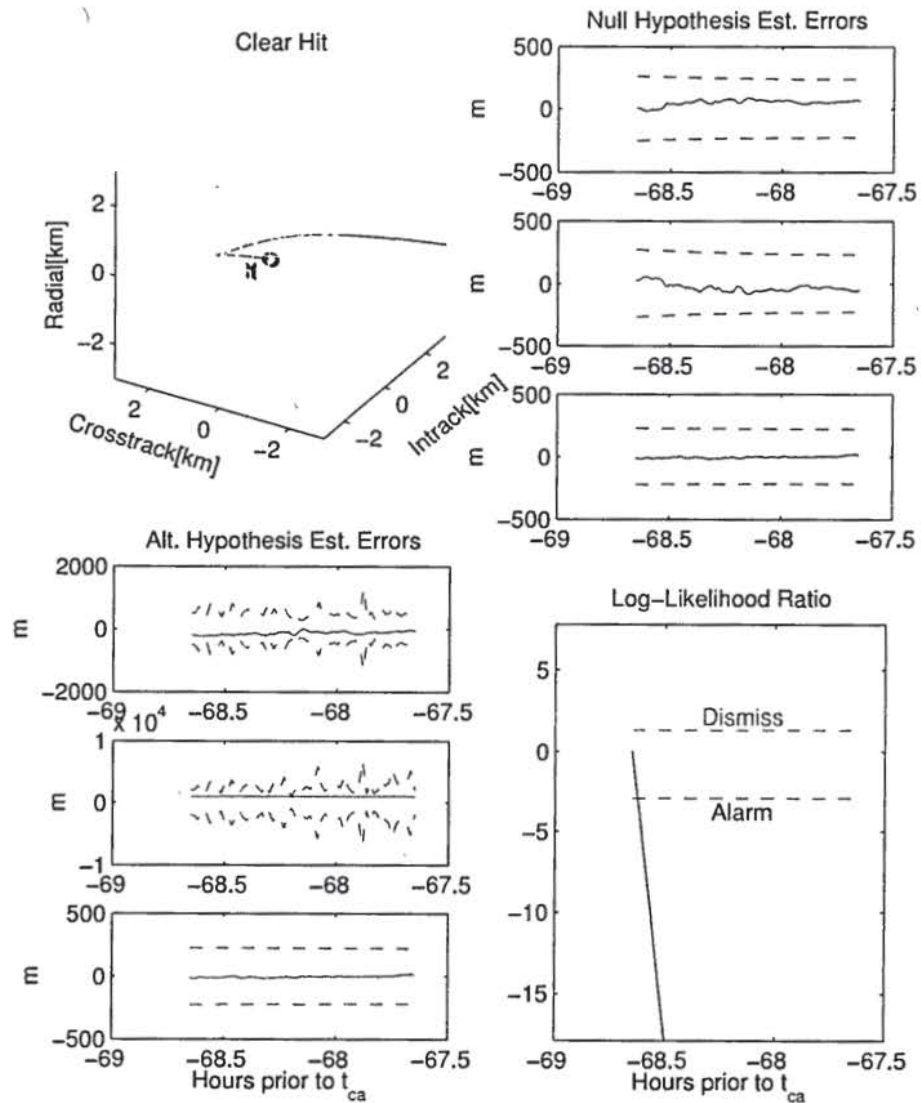 Clear Hit
Radial[km]
2
0
−2
Crosstrack[km]
2
0
−2
Intrack[km]
−2
0
2
Null Hypothesis Est. Errors
m
500
0
−500
−69 −68.5 −68 −67.5
m
500
0
−500
−69 −68.5 −68 −67.5
m
500
0
−500
−69 −68.5 −68 −67.5
Alt. Hypothesis Est. Errors
m
2000
0
−2000
−69 −68.5 −68 −67.5
x 10^4
m
1
0
−1
−69 −68.5 −68 −67.5
m
500
0
−500
−69 −68.5 −68 −67.5
Hours prior to t_ca
Log−Likelihood Ratio
5
0
−5
−10
−15
Dismiss
Alarm
−69 −68.5 −68 −67.5
Hours prior to t_ca